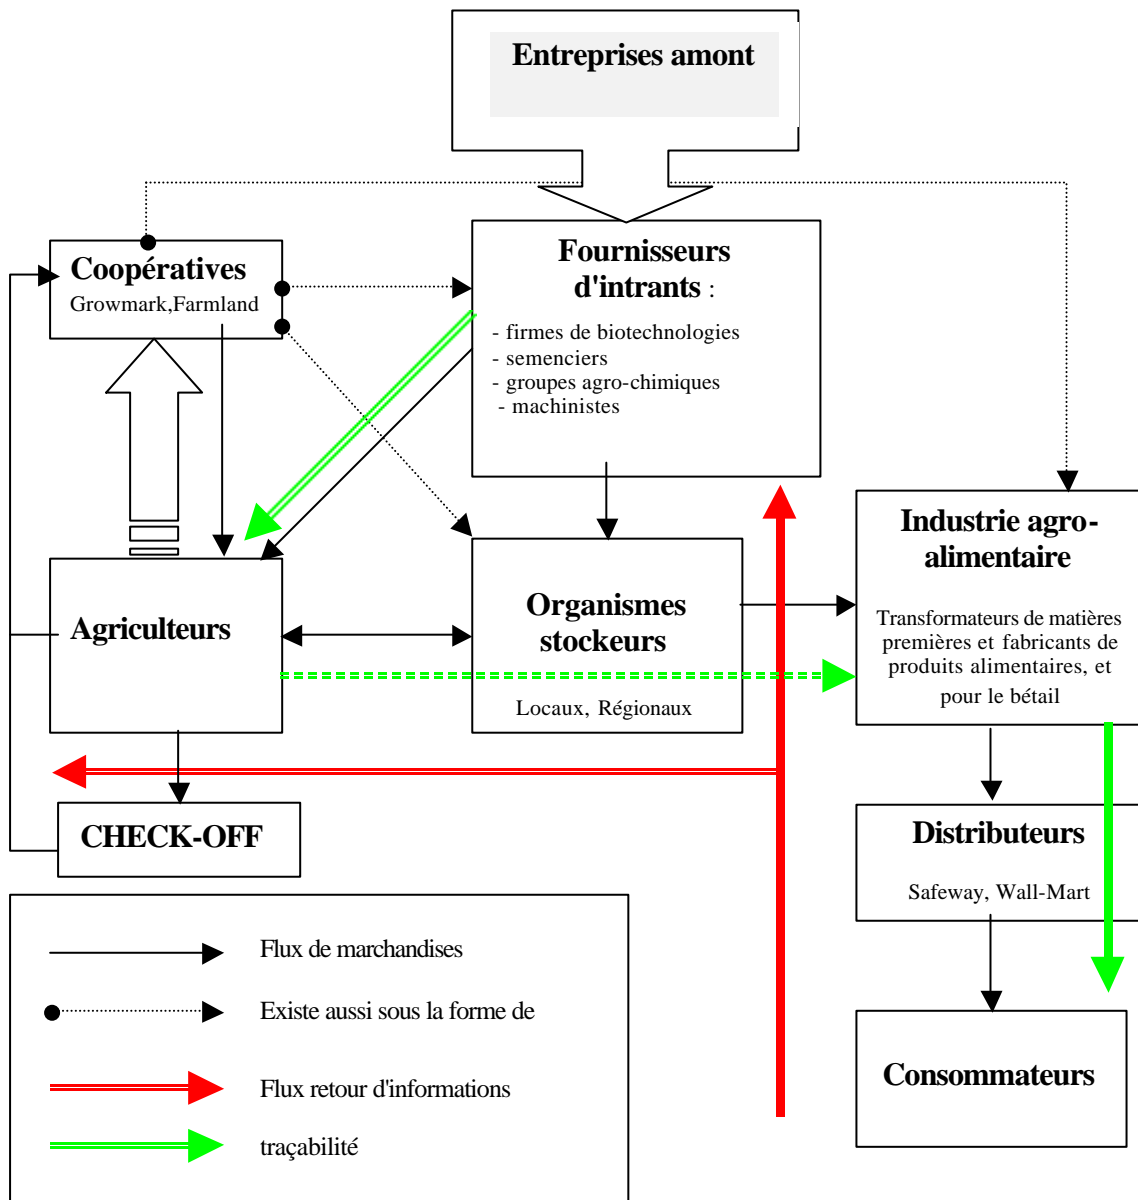 Entreprises amont
Coopératives
Growmark,Farmland
Fournisseurs
d'intrants :
- firmes de biotechnologies
- semenciers
- groupes agro-chimiques
- machinistes
Industrie agro-
alimentaire
Transformateurs de matières
premières et fabricants de
produits alimentaires, et
pour le bétail
Agriculteurs
Organismes
stockeurs
Locaux, Régionaux
CHECK-OFF
Distributeurs
Safeway, Wall-Mart
Consommateurs
Flux de marchandises
Existe aussi sous la forme de
Flux retour d'informations
traçabilité